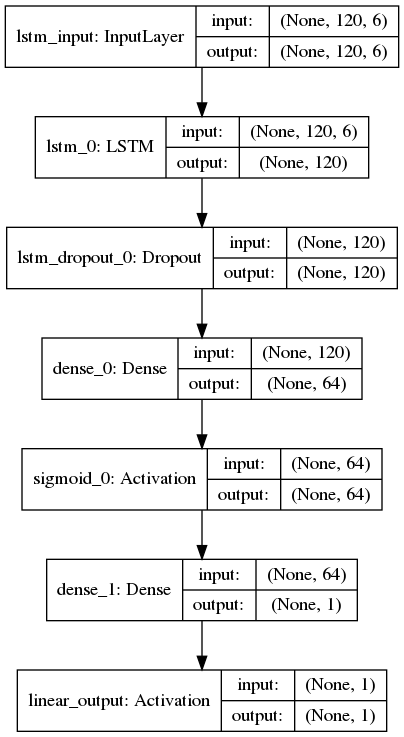 lstm_input: InputLayer
input: (None, 120, 6)
output: (None, 120, 6)
lstm_0: LSTM
input: (None, 120, 6)
output: (None, 120)
lstm_dropout_0: Dropout
input: (None, 120)
output: (None, 120)
dense_0: Dense
input: (None, 120)
output: (None, 64)
sigmoid_0: Activation
input: (None, 64)
output: (None, 64)
dense_1: Dense
input: (None, 64)
output: (None, 1)
linear_output: Activation
input: (None, 1)
output: (None, 1)